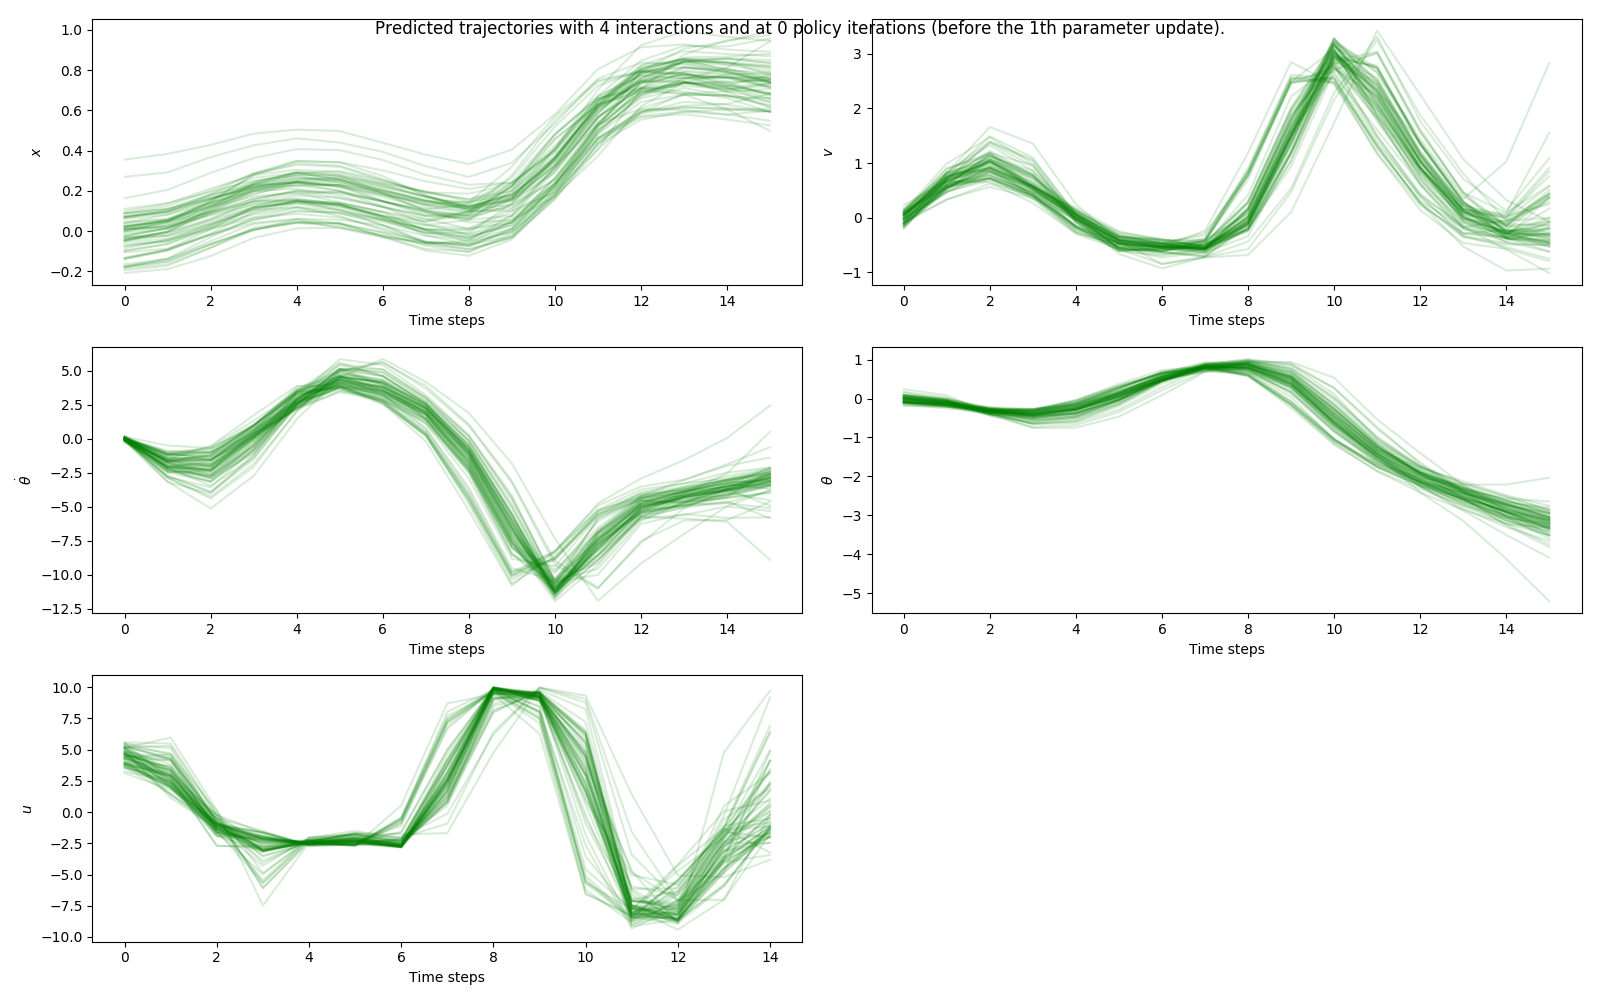 Predicted trajectories with 4 interactions and at 0 policy iterations (before the 1th parameter update).
1.0
0.8
0.6
0.4
0.2
0.0
−0.2
x
0 2 4 6 8 10 12 14
Time steps
3
2
1
0
−1
v
0 2 4 6 8 10 12 14
Time steps
5.0
2.5
0.0
−2.5
−5.0
−7.5
−10.0
−12.5
θ̇
0 2 4 6 8 10 12 14
Time steps
1
0
−1
−2
−3
−4
−5
θ
0 2 4 6 8 10 12 14
Time steps
10.0
7.5
5.0
2.5
0.0
−2.5
−5.0
−7.5
−10.0
u
0 2 4 6 8 10 12 14
Time steps